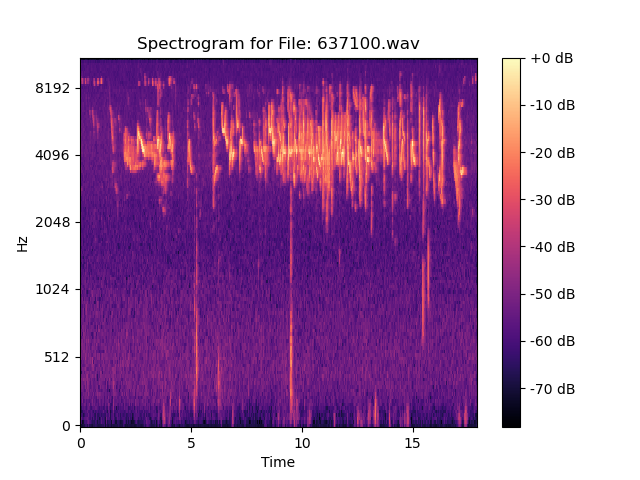 Spectrogram for File: 637100.wav
8192
4096
2048
1024
512
0
Hz
0
5
10
15
Time
+0 dB
-10 dB
-20 dB
-30 dB
-40 dB
-50 dB
-60 dB
-70 dB